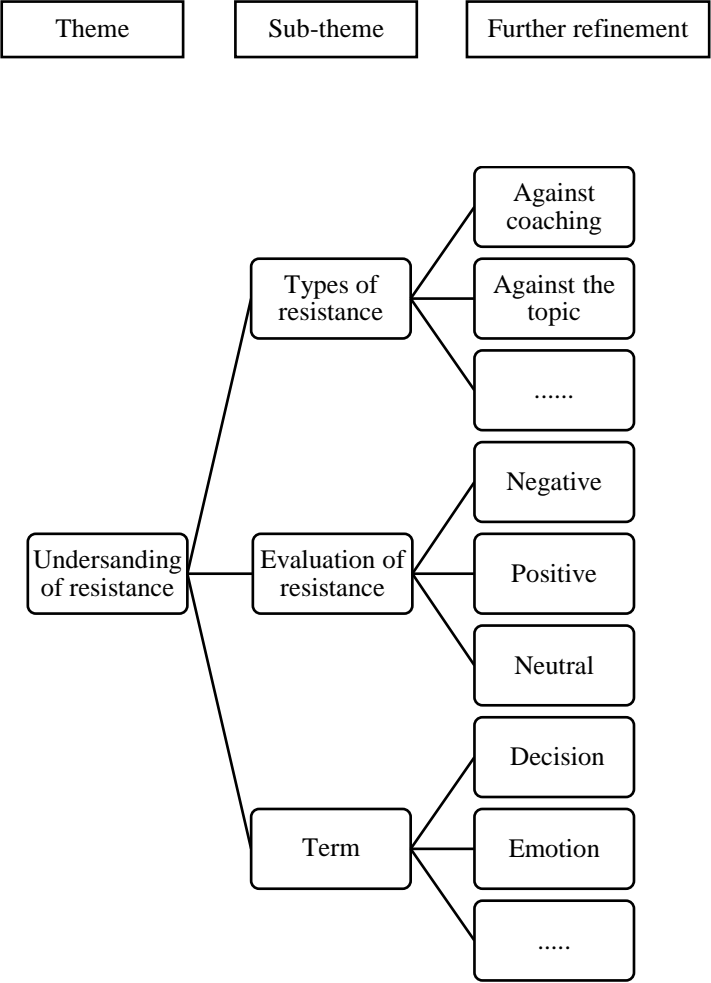 Theme
Sub-theme
Further refinement
Against
coaching
Types of
resistance
Against the
topic
......
Negative
Undersanding
of resistance
Evaluation of
resistance
Positive
Neutral
Decision
Term
Emotion
.....